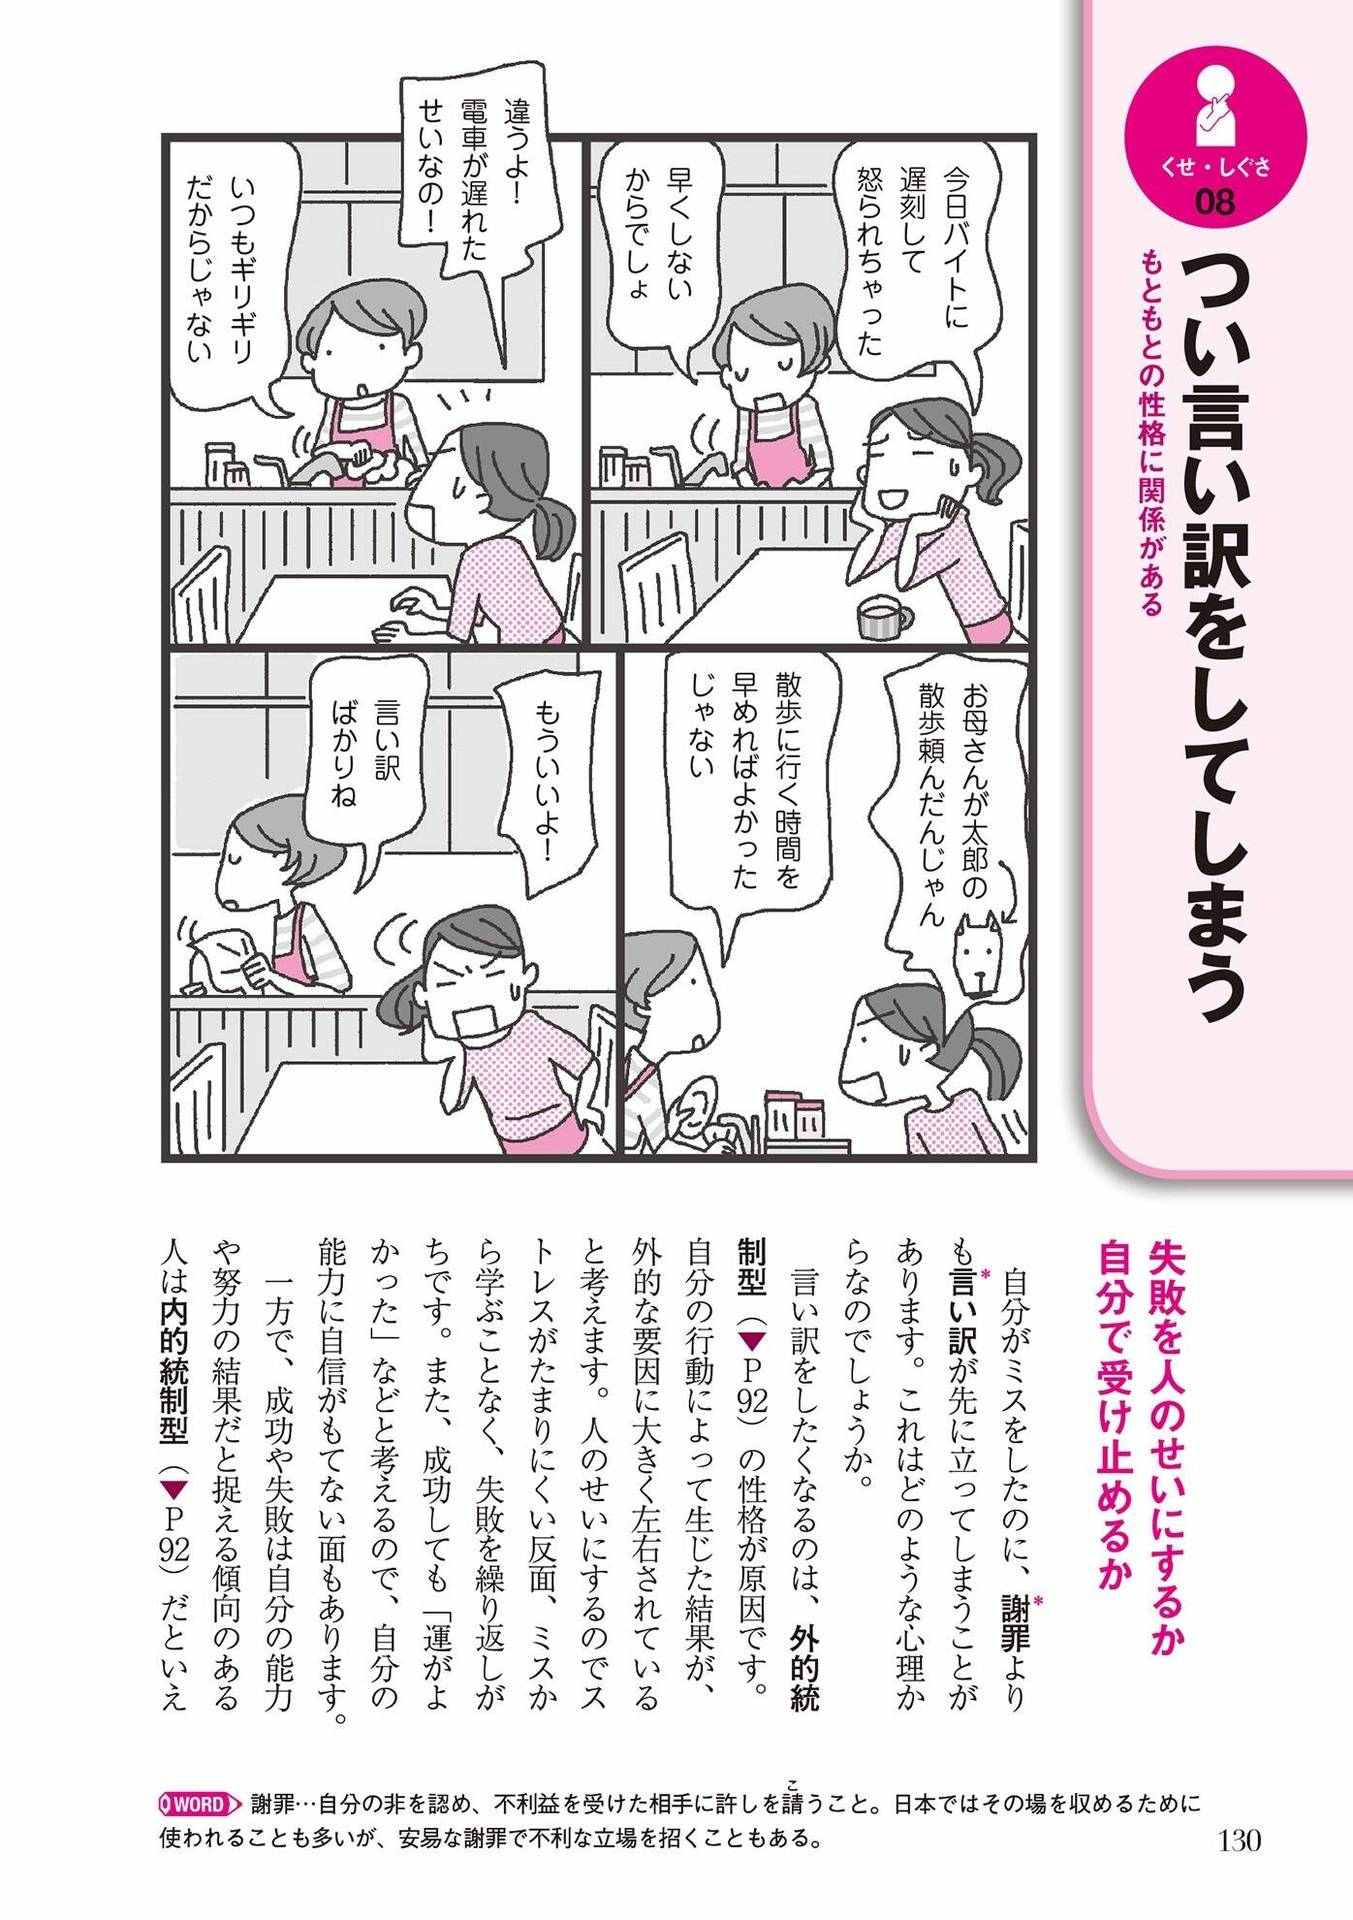 くせ・しぐさ
08
つい言い訳をしてしまう
もともとの性格に関係がある
今日バイトに
遅刻して
怒られちゃった
早くしない
からでしょ
違うよ！
電車が遅れた
せいなの！
いつもギリギリ
だからじゃない
お母さんが太郎の
散歩頼んだんじゃん
散歩に行く時間を
早めればよかった
じゃない
もういいよ！
言い訳
ばかりね
失敗を人のせいにするか
自分で受け止めるか
自分がミスをしたのに、謝罪*より
も言い訳*が先に立ってしまうことが
あります。これはどのような心理か
らなのでしょうか。
言い訳をしたくなるのは、外的統
制型（▼P92）の性格が原因です。
自分の行動によって生じた結果が、
外的な要因に大きく左右されている
と考えます。人のせいにするのでス
トレスがたまりにくい反面、ミスか
ら学ぶことなく、失敗を繰り返しが
ちです。また、成功しても「運がよ
かった」などと考えるので、自分の
能力に自信がもてない面もあります。
一方で、成功や失敗は自分の能力
や努力の結果だと捉える傾向のある
人は内的統制型（▼P92）だといえ
WORD 謝罪…自分の非を認め、不利益を受けた相手に許しを請うこと。日本ではその場を収めるために
こ
使われることも多いが、安易な謝罪で不利な立場を招くこともある。
130